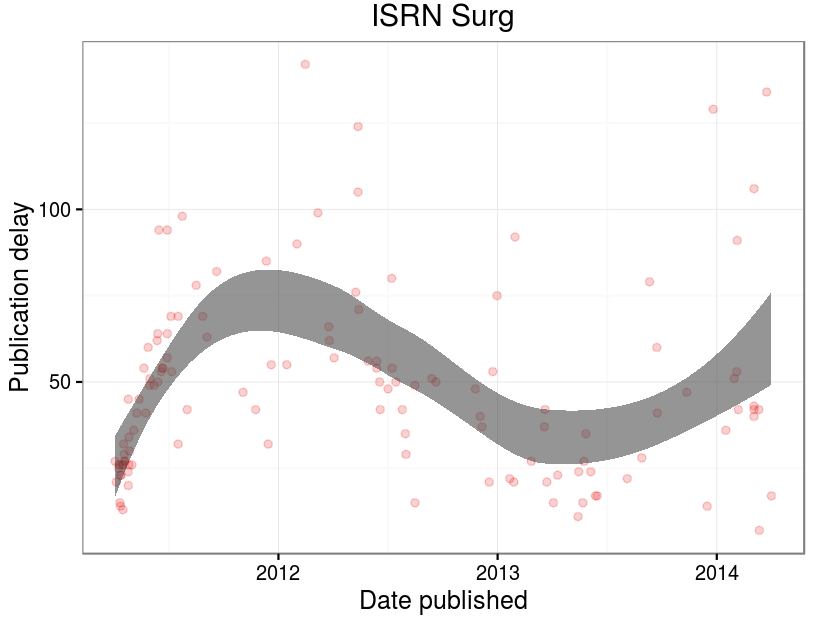 ISRN Surg
Publication delay
100
50
2012 2013 2014
Date published